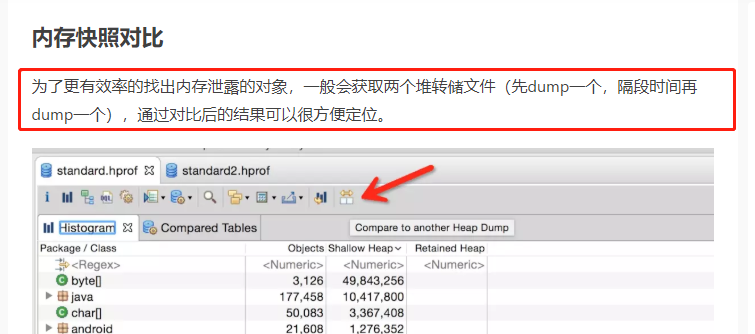 内存快照对比
为了更有效率的找出内存泄露的对象，一般会获取两个堆转储文件（先dump一个，隔段时间再
dump一个），通过对比后的结果可以很方便定位。
standard.hprof standard2.hprof
i OQL
Histogram Compared Tables Compare to another Heap Dump
Package / Class Objects Shallow Heap Retained Heap
<Regex> <Numeric> <Numeric> <Numeric>
byte[] 3,126 49,843,256
java 177,458 10,417,800
char[] 50,083 3,367,408
android 21,608 1,276,352